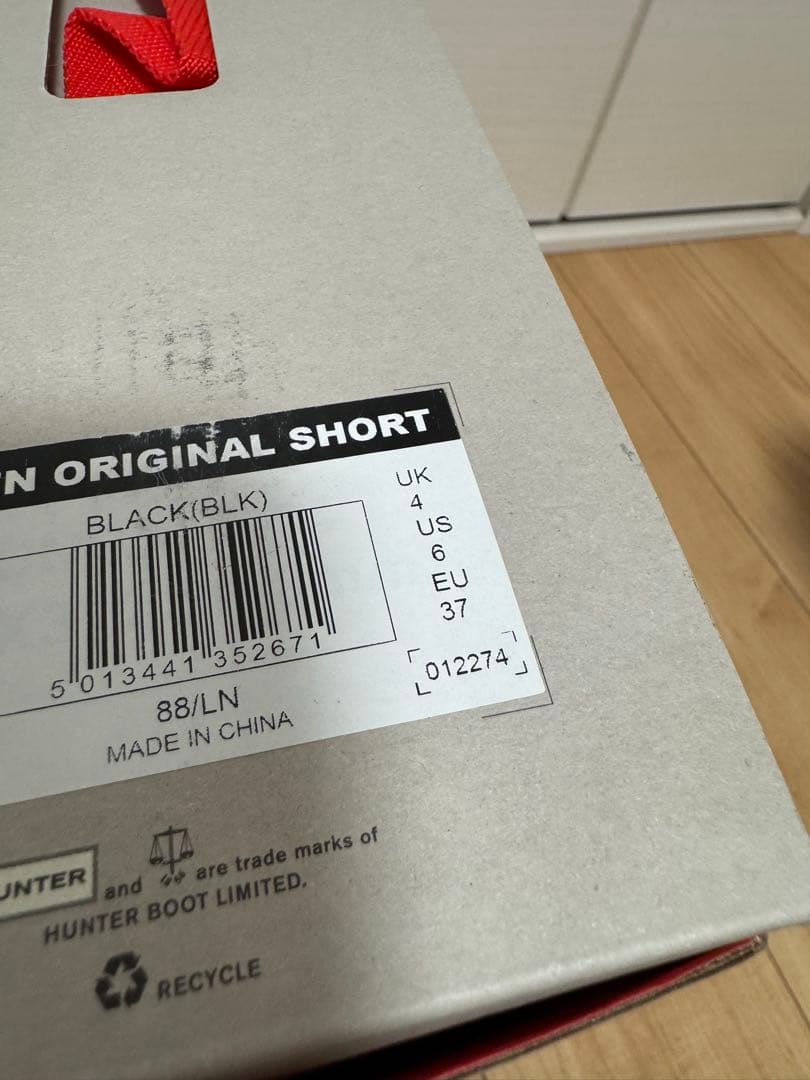 ORIGINAL SHORT
BLACK(BLK)
UK
4
US
6
EU
37
5 013441 352671
012274
88/LN
MADE IN CHINA
UNTER and are trade marks of
HUNTER BOOT LIMITED.
RECYCLE